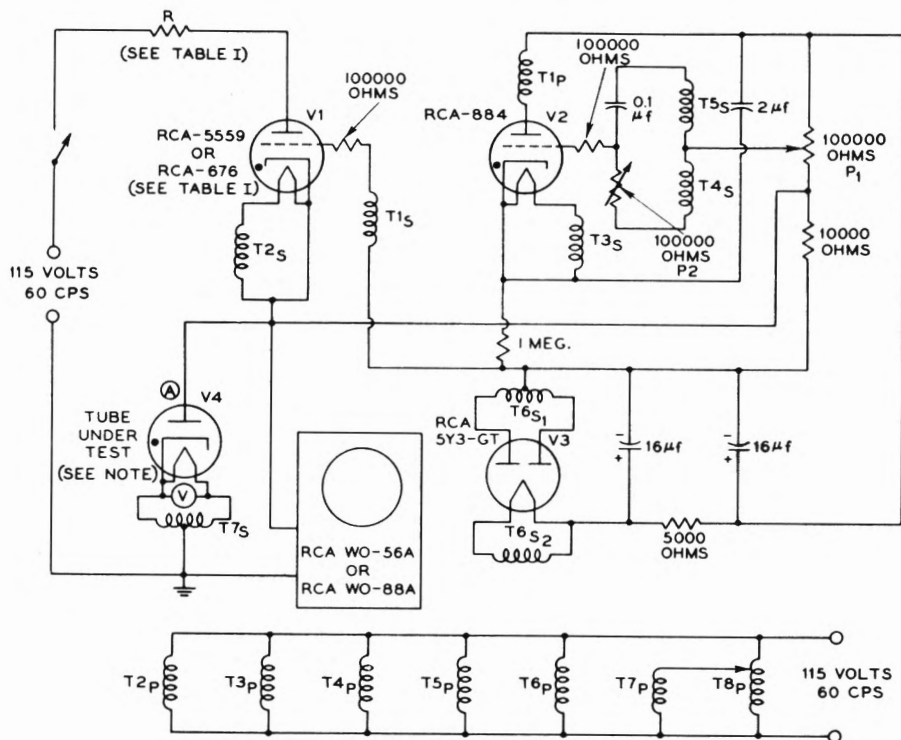 R
(SEE TABLE I)
100000
OHMS
V1
RCA-5559
OR
RCA-676
(SEE TABLE I)
T2S
T1S
115 VOLTS
60 CPS
T1P
100000
OHMS
RCA-884
V2
0.1
μf
T5S
2μf
100000
OHMS
P1
T4S
T3S
100000
OHMS
P2
10000
OHMS
1 MEG.
A
V4
TUBE
UNDER
TEST
(SEE NOTE)
V
T7S
RCA WO-56A
OR
RCA WO-88A
T6S1
RCA
5Y3-GT
V3
T6S2
-
+
16μf
-
+
16μf
5000
OHMS
T2P
T3P
T4P
T5P
T6P
T7P
T8P
115 VOLTS
60 CPS